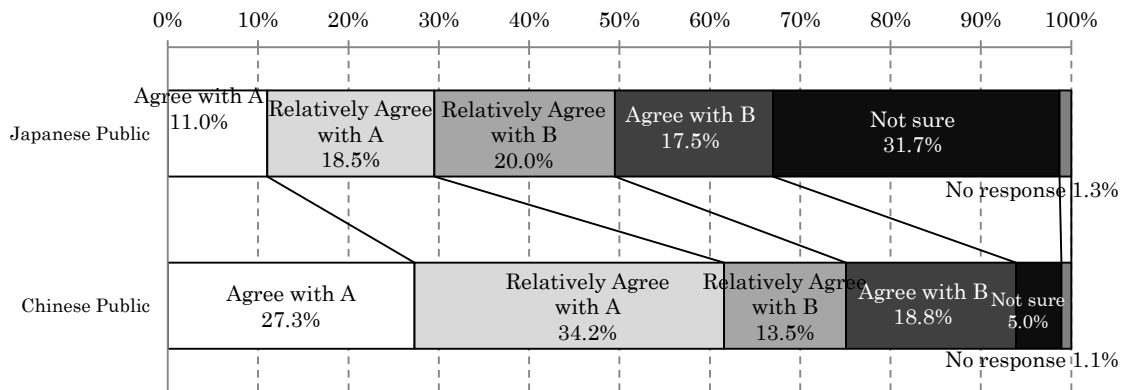 0% 10% 20% 30% 40% 50% 60% 70% 80% 90% 100%
Japanese Public
Agree with A
11.0%
Relatively Agree
with A
18.5%
Relatively Agree
with B
20.0%
Agree with B
17.5%
Not sure
31.7%
No response 1.3%
Chinese Public
Agree with A
27.3%
Relatively Agree
with A
34.2%
Relatively Agree
with B
13.5%
Agree with B
18.8%
Not sure
5.0%
No response 1.1%